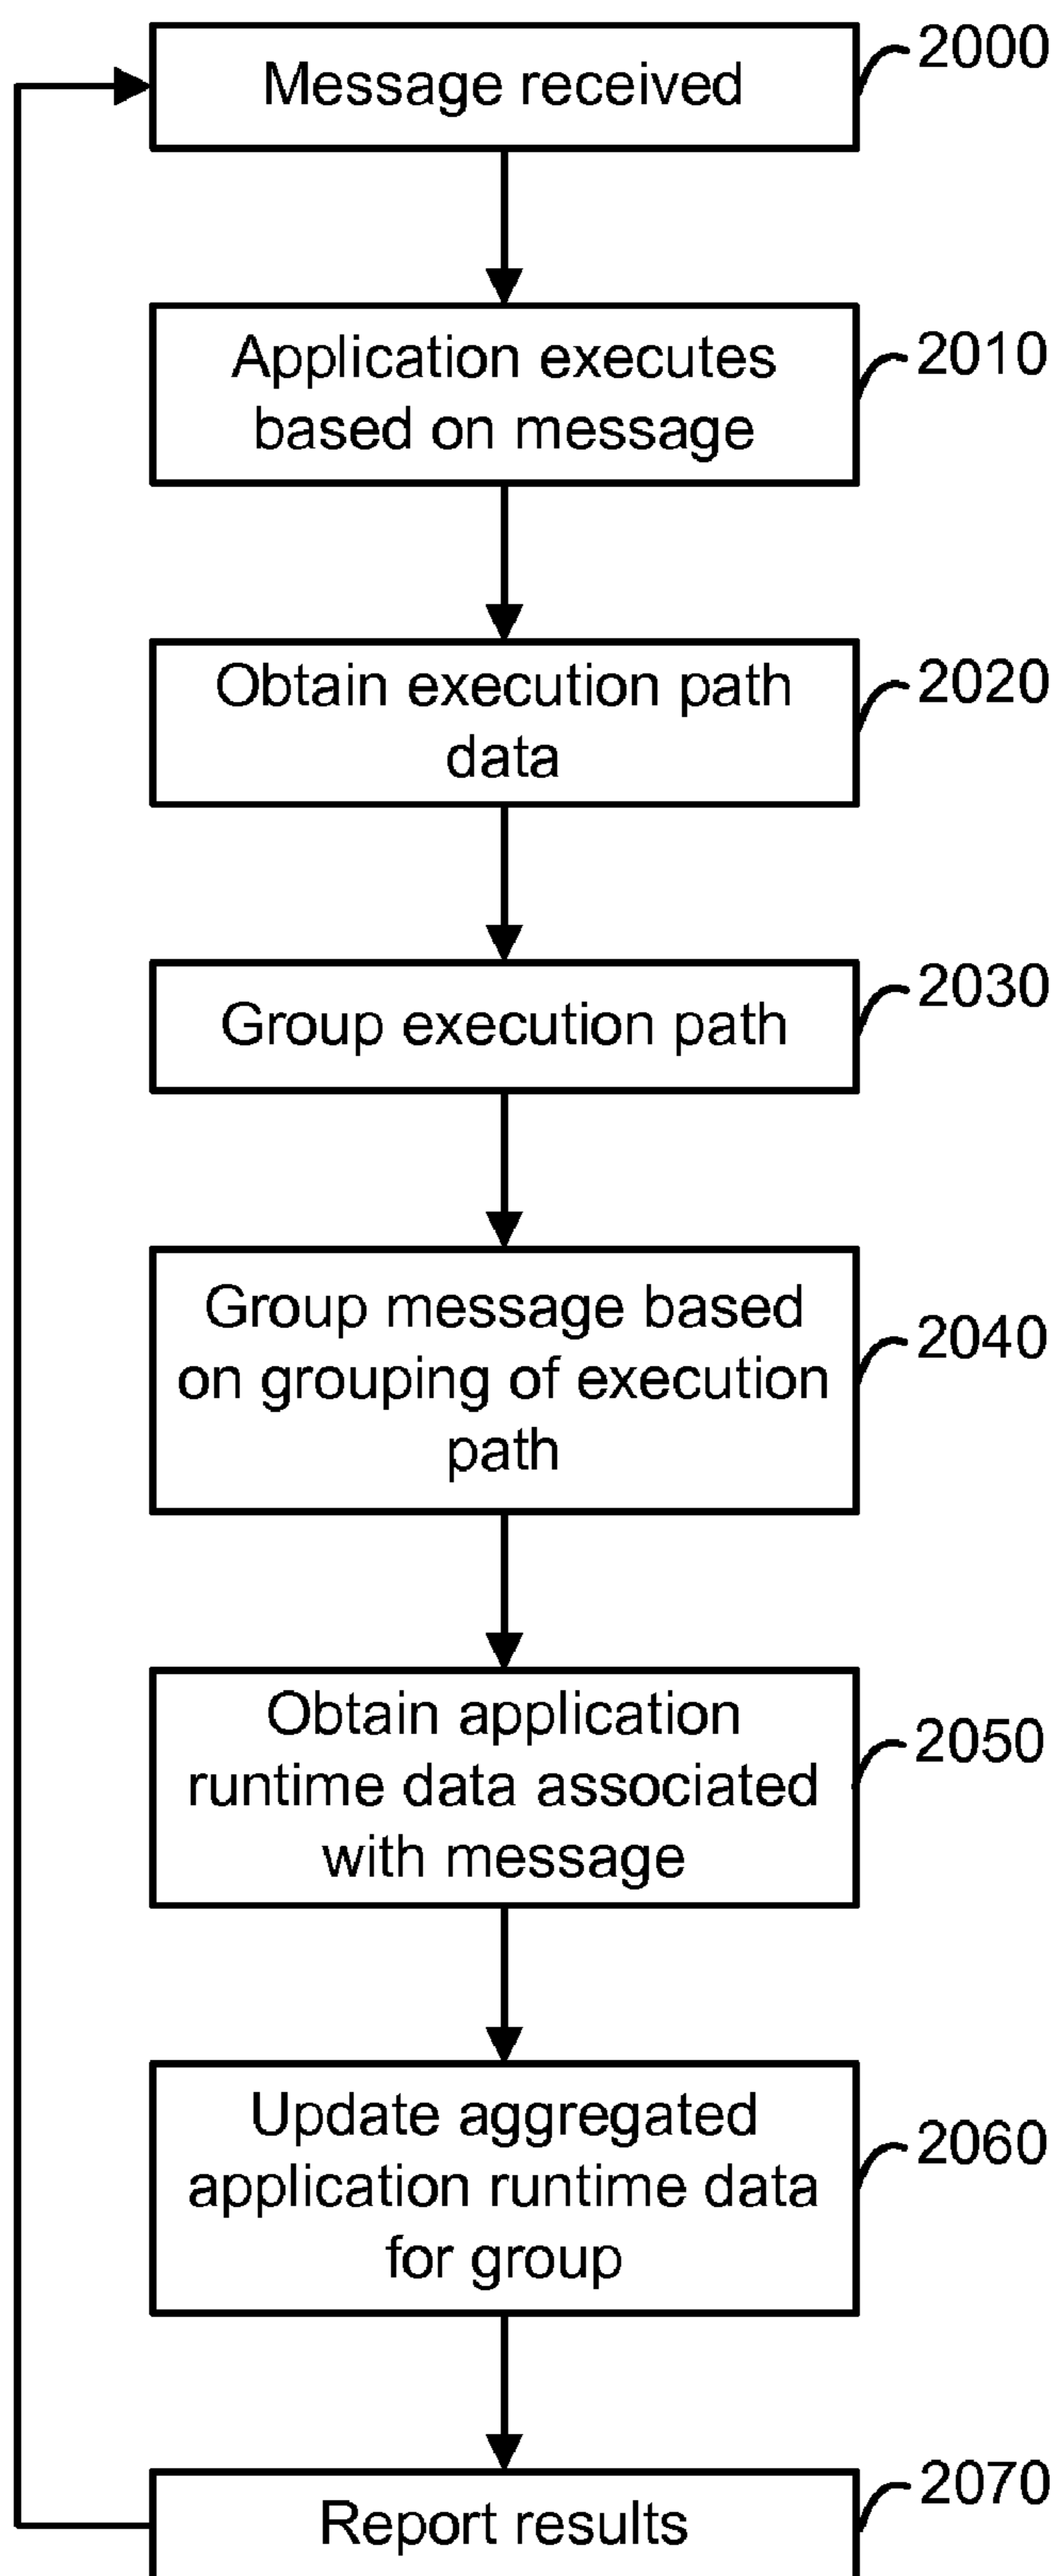 Message received
2000
Application executes
based on message
2010
Obtain execution path
data
2020
Group execution path
2030
Group message based
on grouping of execution
path
2040
Obtain application
runtime data associated
with message
2050
Update aggregated
application runtime data
for group
2060
Report results
2070